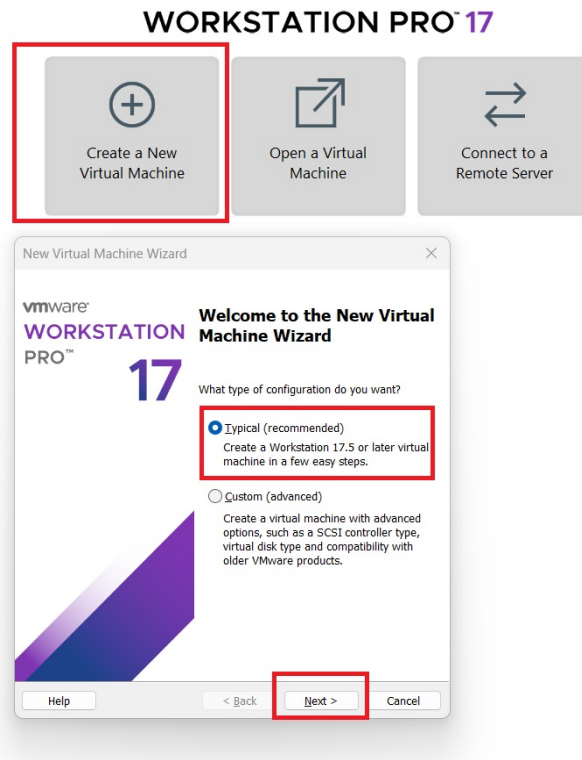 WORKSTATION PRO™ 17
Create a New
Virtual Machine
Open a Virtual
Machine
Connect to a
Remote Server
New Virtual Machine Wizard
vmware®
WORKSTATION
PRO™
17
Welcome to the New Virtual
Machine Wizard
What type of configuration do you want?
Typical (recommended)
Create a Workstation 17.5 or later virtual
machine in a few easy steps.
Custom (advanced)
Create a virtual machine with advanced
options, such as a SCSI controller type,
virtual disk type and compatibility with
older VMware products.
Help
< Back
Next >
Cancel